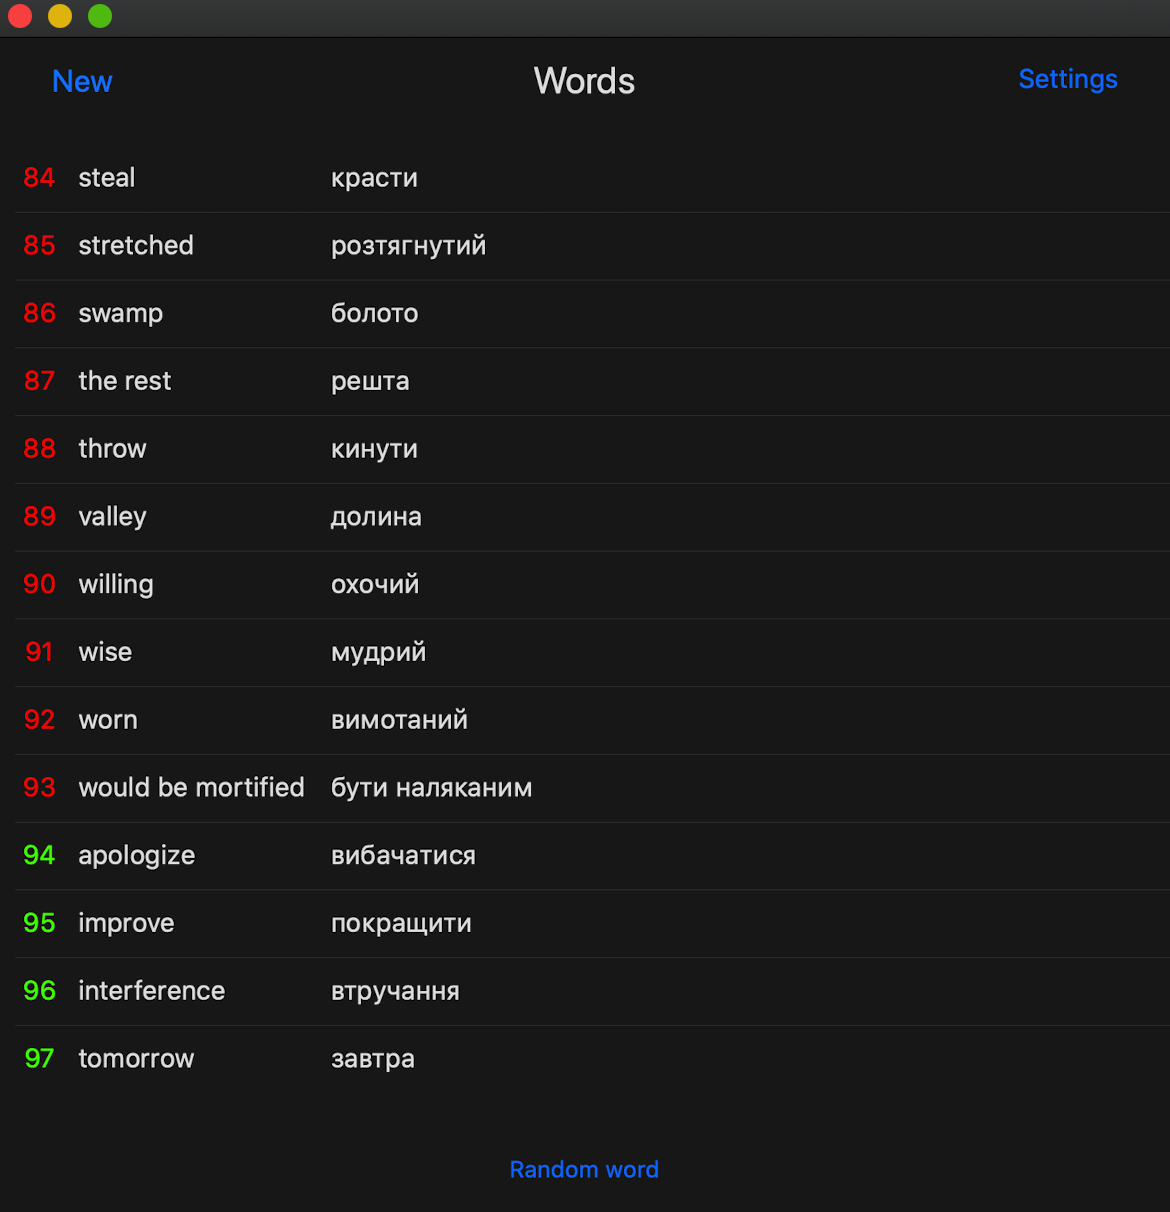 New Words Settings
84 steal красти
85 stretched розтягнутий
86 swamp болото
87 the rest решта
88 throw кинути
89 valley долина
90 willing охочий
91 wise мудрий
92 worn вимотаний
93 would be mortified бути наляканим
94 apologize вибачатися
95 improve покращити
96 interference втручання
97 tomorrow завтра
Random word